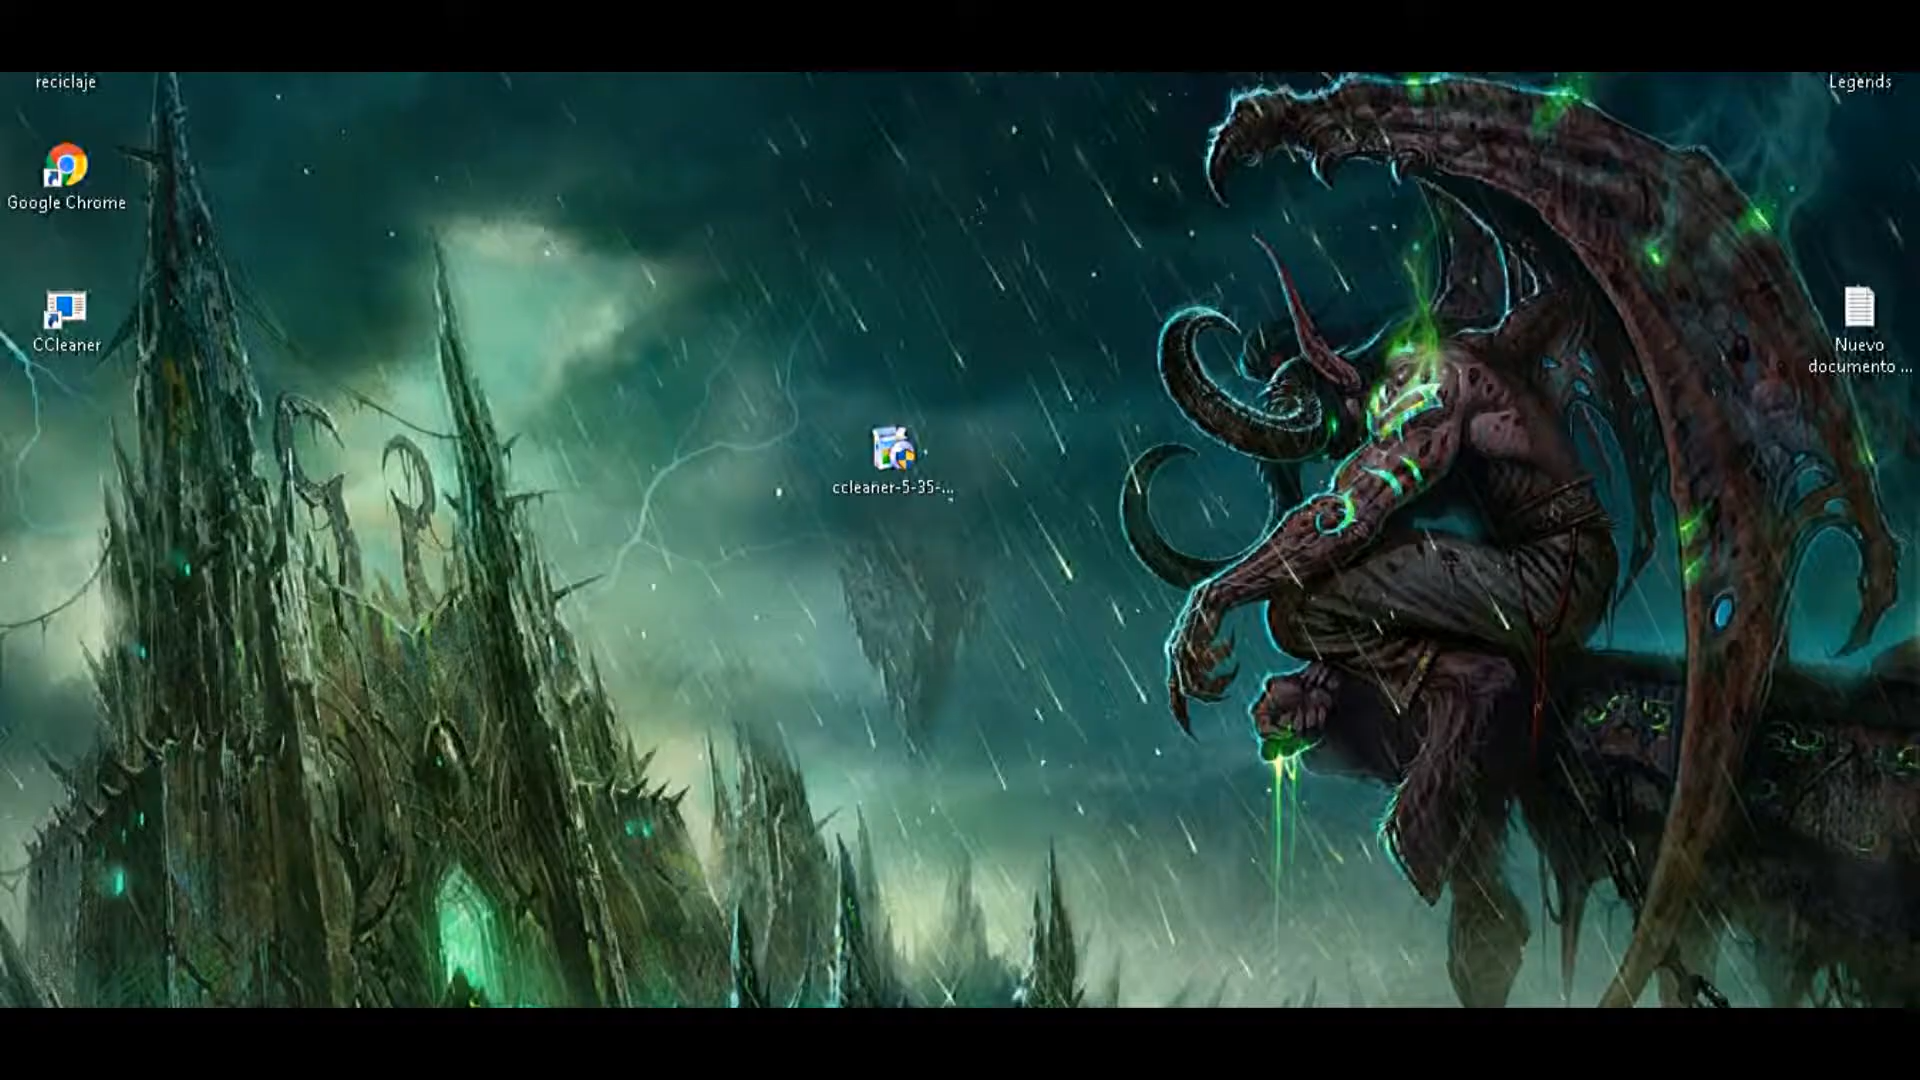 reciclaje
Legends
Google Chrome
CCleaner
Nuevo
documento ...
ccleaner-5-35-...